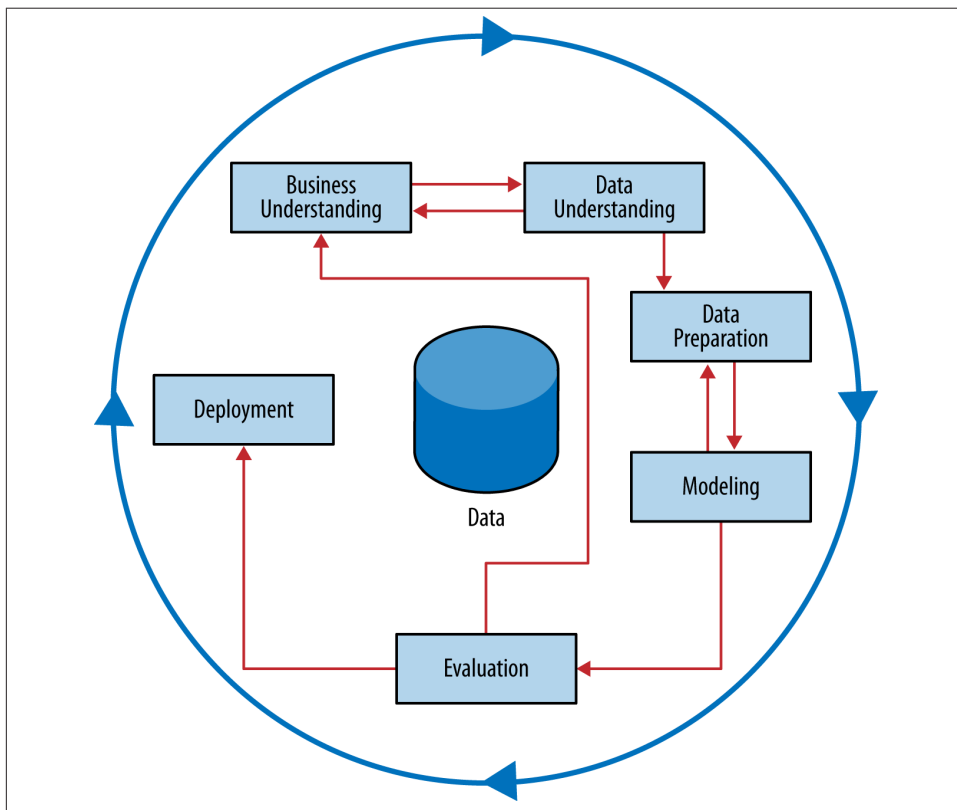 Business
Understanding
Data
Understanding
Data
Preparation
Deployment
Modeling
Data
Evaluation